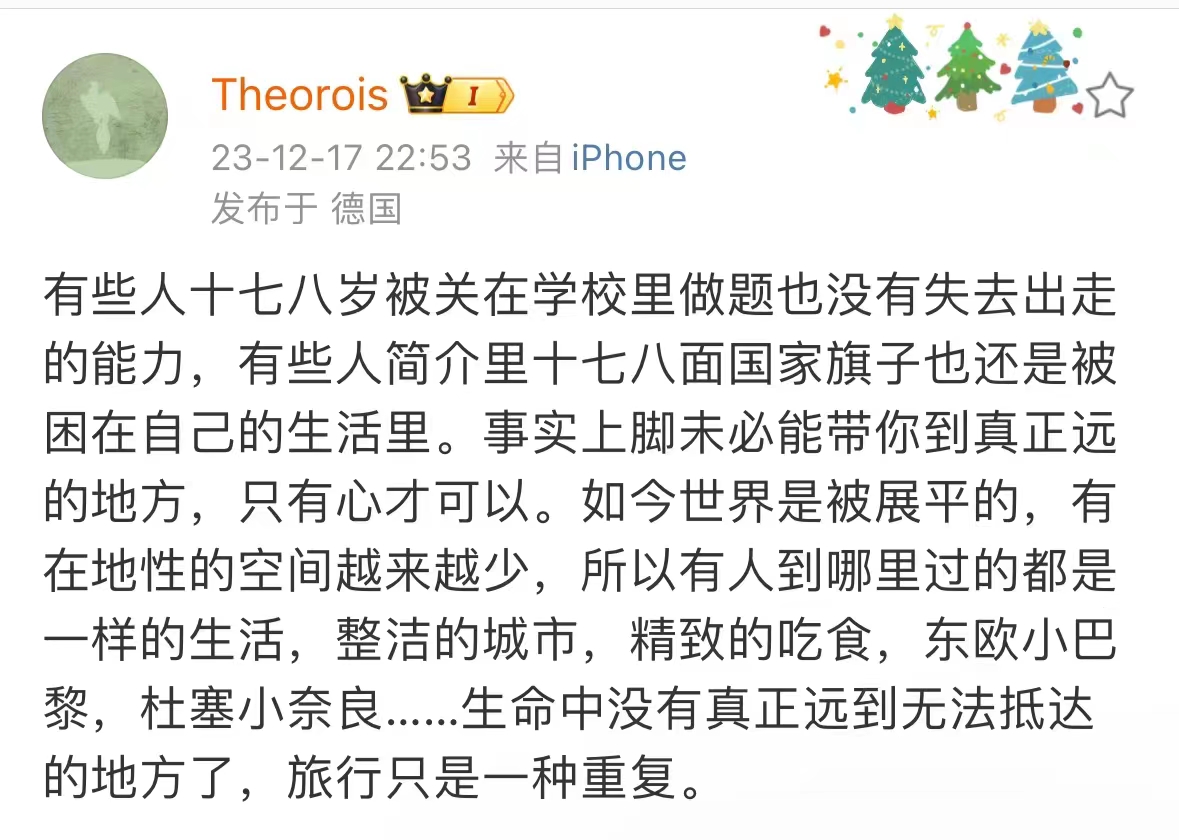 Theorois I
23-12-17 22:53 来自 iPhone
发布于 德国
有些人十七八岁被关在学校里做题也没有失去出走
的能力，有些人简介里十七八面国家旗子也还是被
困在自己的生活里。事实上脚未必能带你到真正远
的地方，只有心才可以。如今世界是被展平的，有
在地性的空间越来越少，所以有人到哪里过的都是
一样的生活，整洁的城市，精致的吃食，东欧小巴
黎，杜塞小奈良……生命中没有真正远到无法抵达
的地方了，旅行只是一种重复。